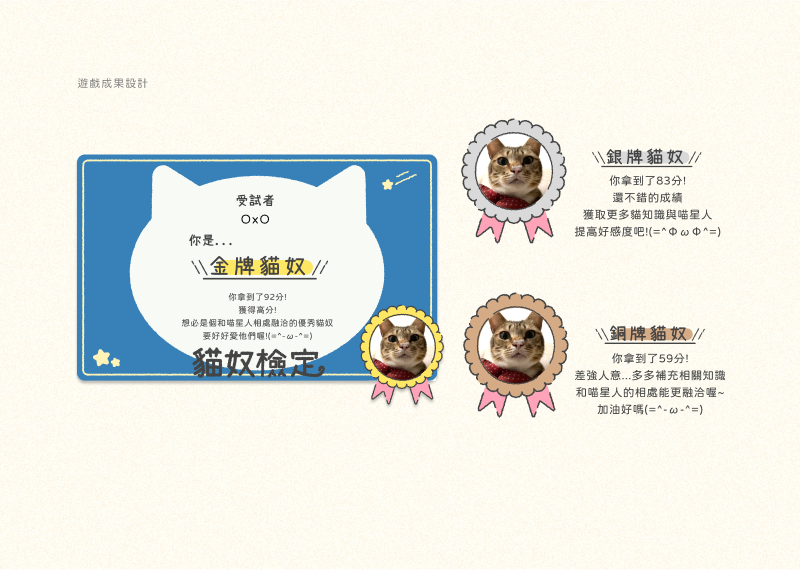 遊戲成果設計
受試者
OxO
你是...
\\金牌貓奴//
你拿到了92分!
獲得高分!
想必是個和喵星人相處融洽的優秀貓奴
要好好愛他們喔!(=^-ω-^=)
貓奴檢定
\\銀牌貓奴//
你拿到了83分!
還不錯的成績
獲取更多貓知識與喵星人
提高好感度吧!(=^ΦωΦ^=)
\\銅牌貓奴//
你拿到了59分!
差強人意...多多補充相關知識
和喵星人的相處能更融洽喔~
加油好嗎(=^-ω-^=)